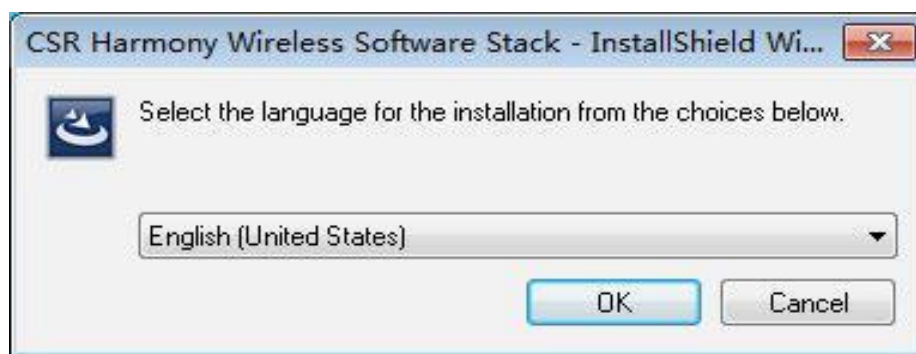 CSR Harmony Wireless Software Stack - InstallShield Wi...
Select the language for the installation from the choices below.
English (United States)
OK Cancel